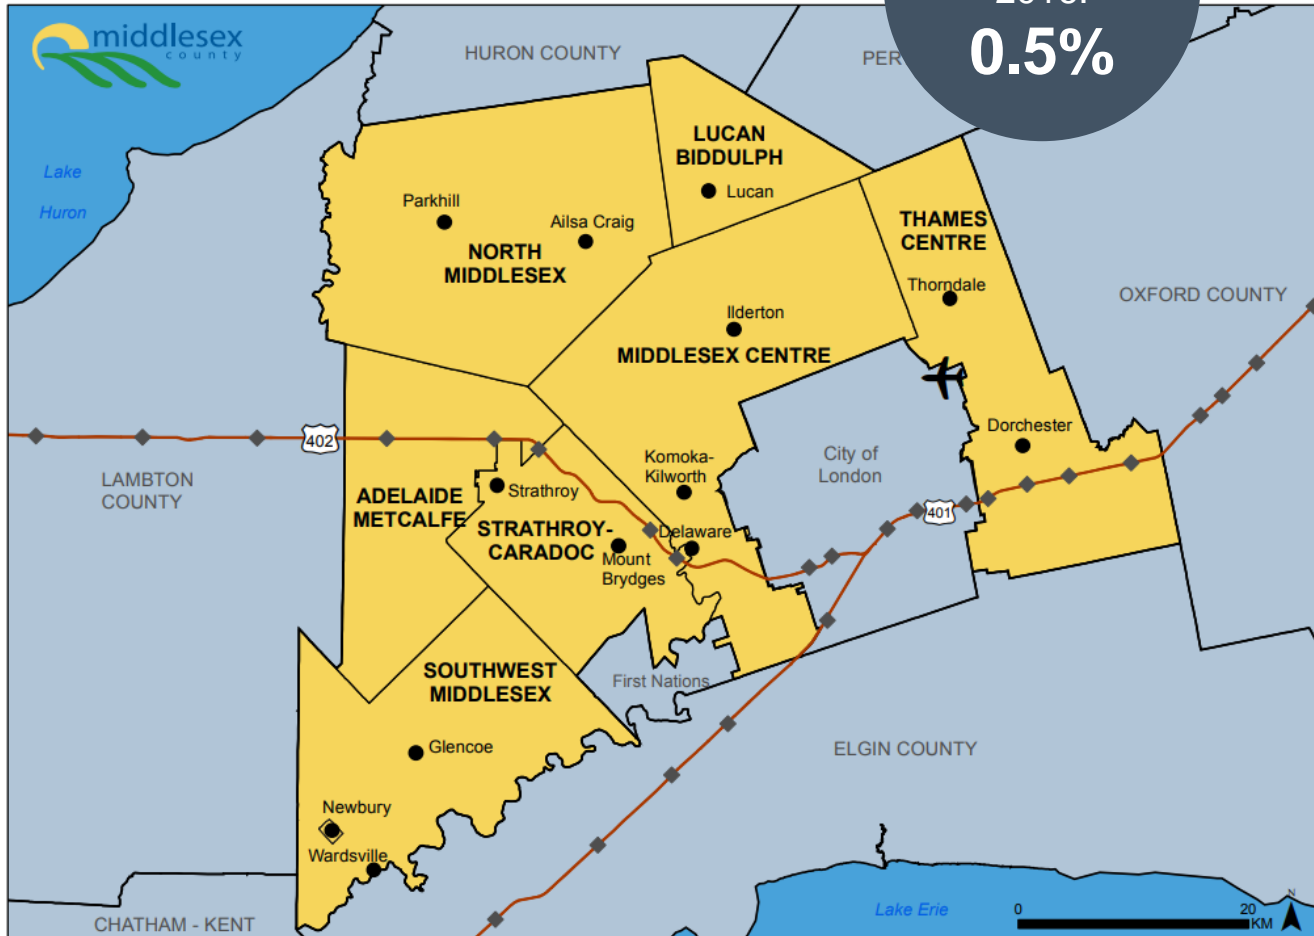 middlesex
county
HURON COUNTY
PER
0.5%
Lake
Huron
LUCAN
BIDDULPH
Lucan
Parkhill
Ailsa Craig
NORTH
MIDDLESEX
THAMES
CENTRE
Thorndale
OXFORD COUNTY
Ilderton
MIDDLESEX CENTRE
402
Dorchester
LAMBTON
COUNTY
ADELAIDE
METCALFE
Strathroy
STRATHROY-
CARADOC
Komoka-
Kilworth
City of
London
401
Delaware
Mount
Brydges
First Nations
SOUTHWEST
MIDDLESEX
Glencoe
ELGIN COUNTY
Newbury
Wardsville
CHATHAM - KENT
Lake Erie
0 20
KM
N